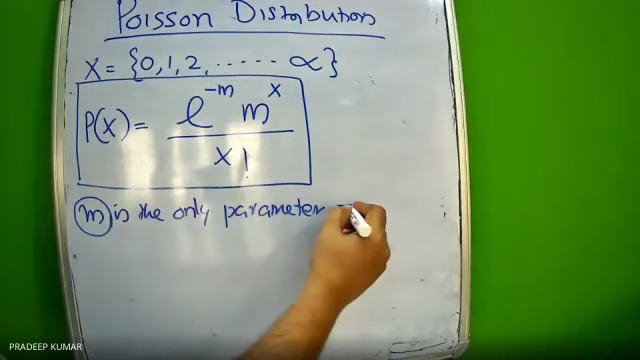 Poisson Distribution
X = {0, 1, 2, ------ ∝}
P(X) = e^{-m} m^x / x!
m is the only parameter
PRADEEP KUMAR